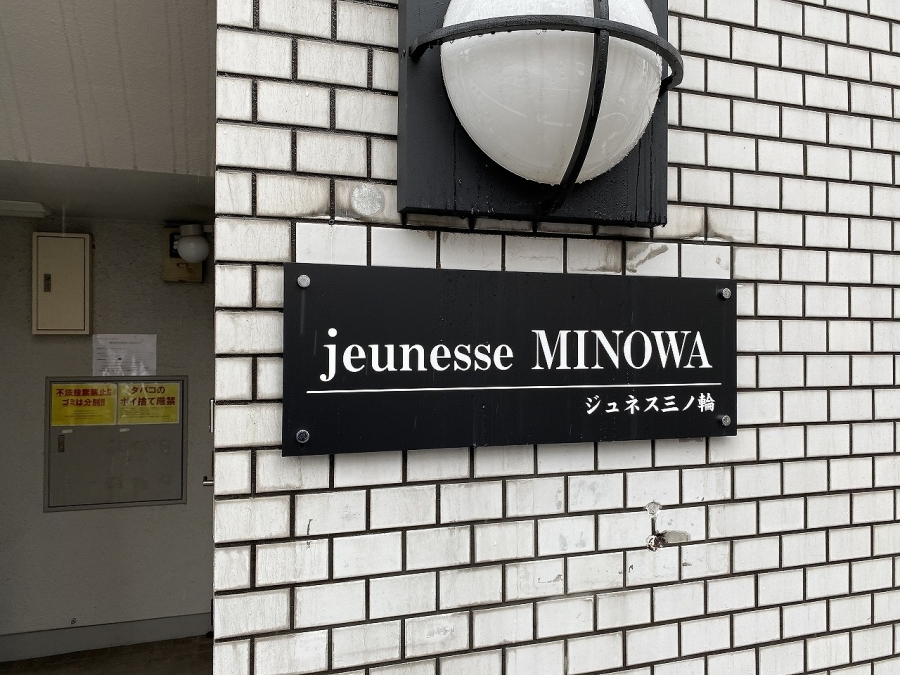 jeunesse MINOWA
ジュネス三ノ輪
不法投棄禁止!!
ゴミは分別!!
タバコの
ポイ捨て厳禁